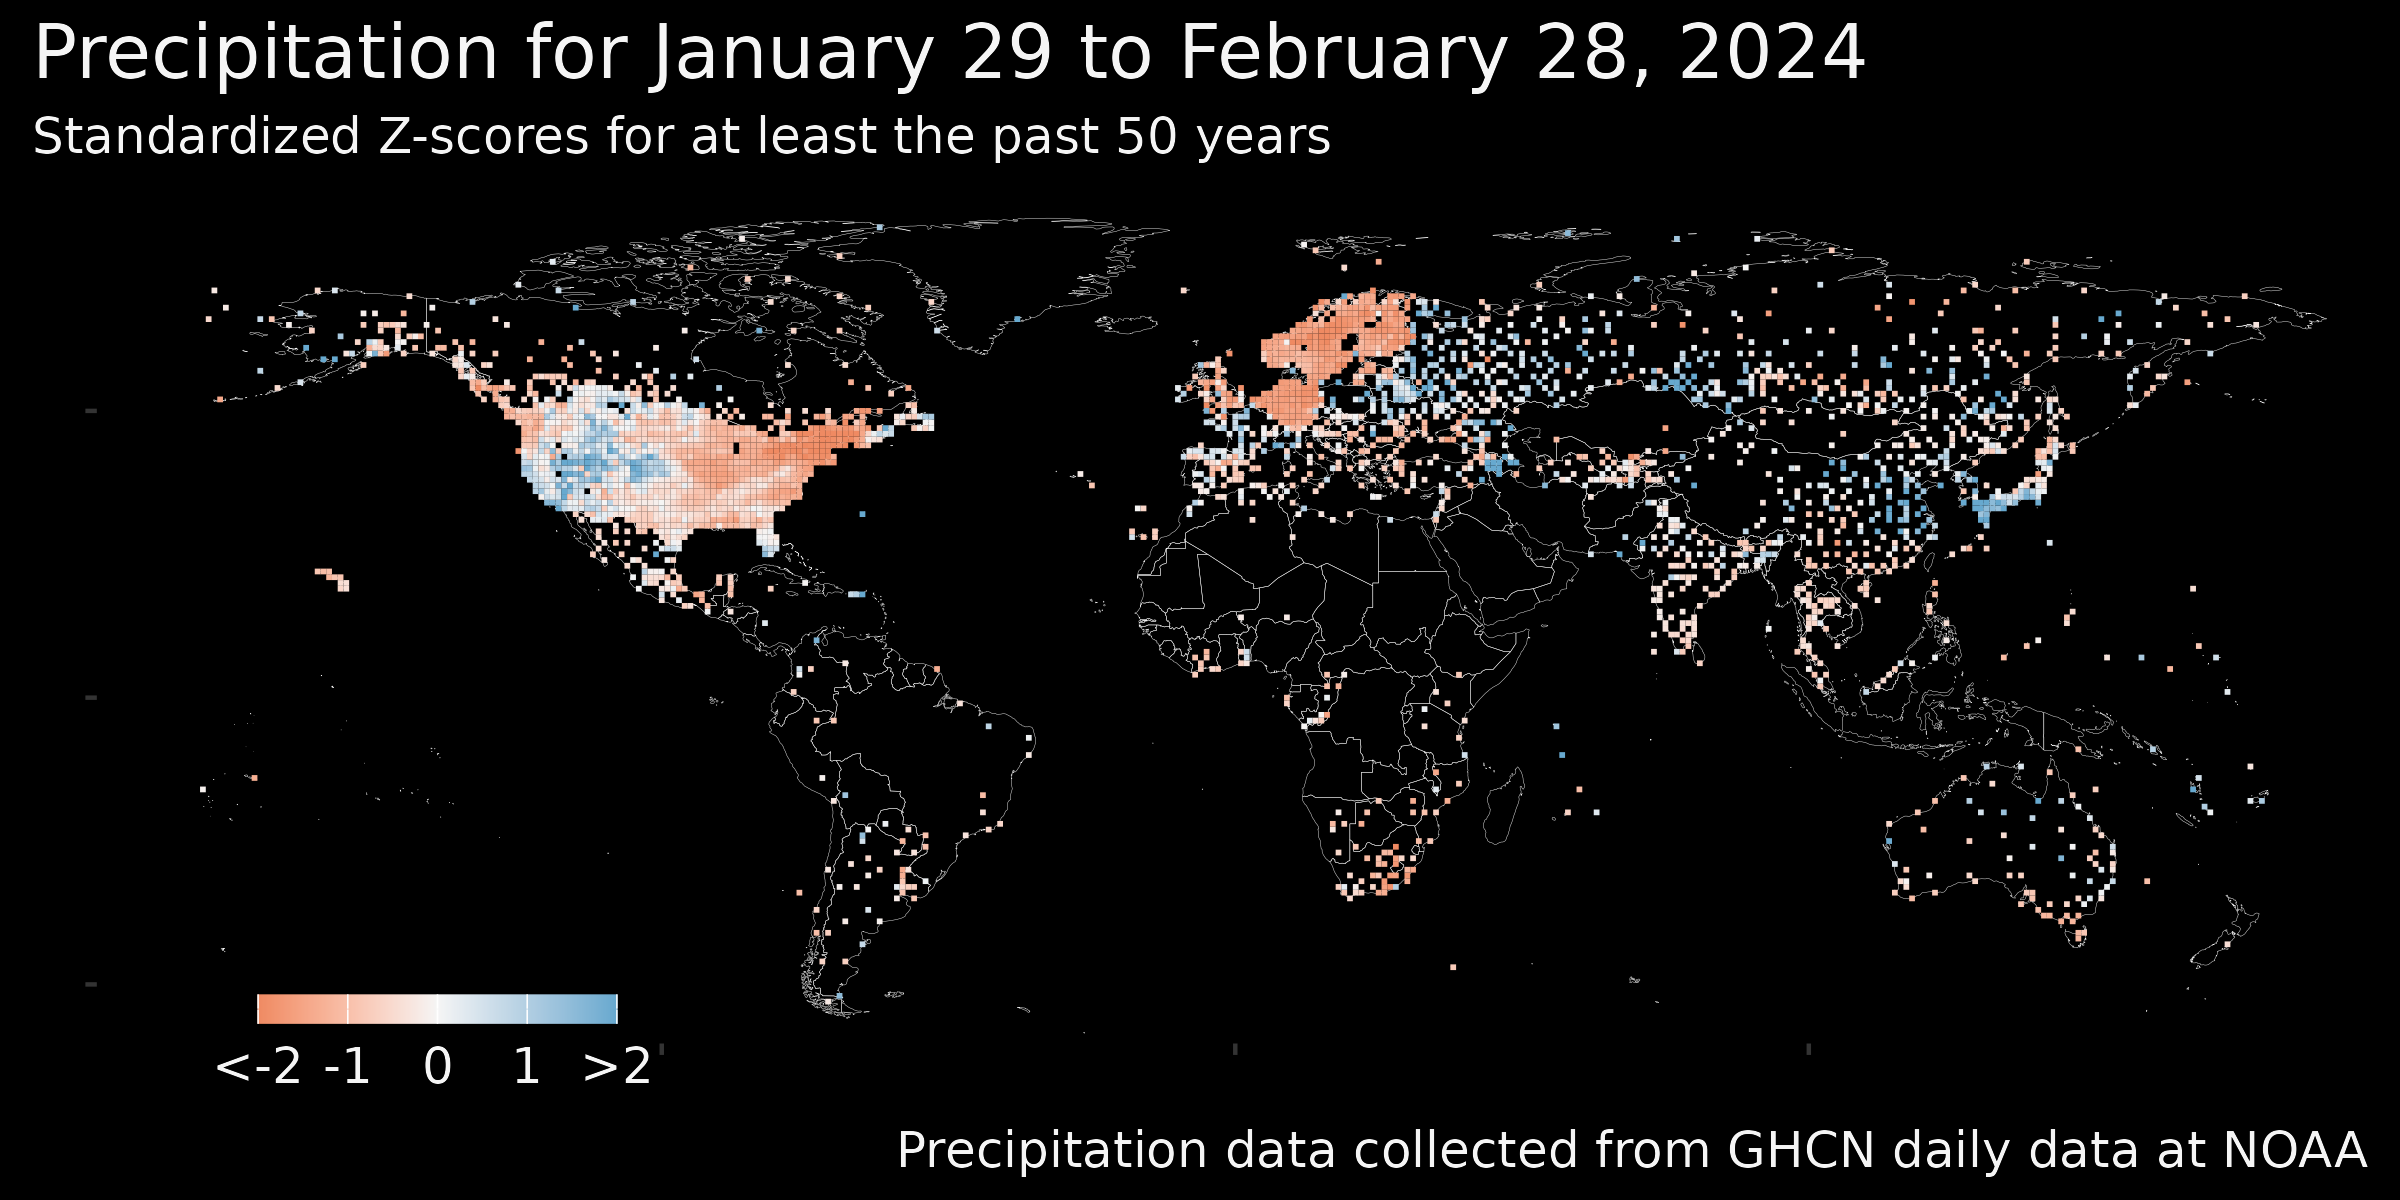 Precipitation for January 29 to February 28, 2024
Standardized Z-scores for at least the past 50 years
<-2 -1 0 1 >2
Precipitation data collected from GHCN daily data at NOAA